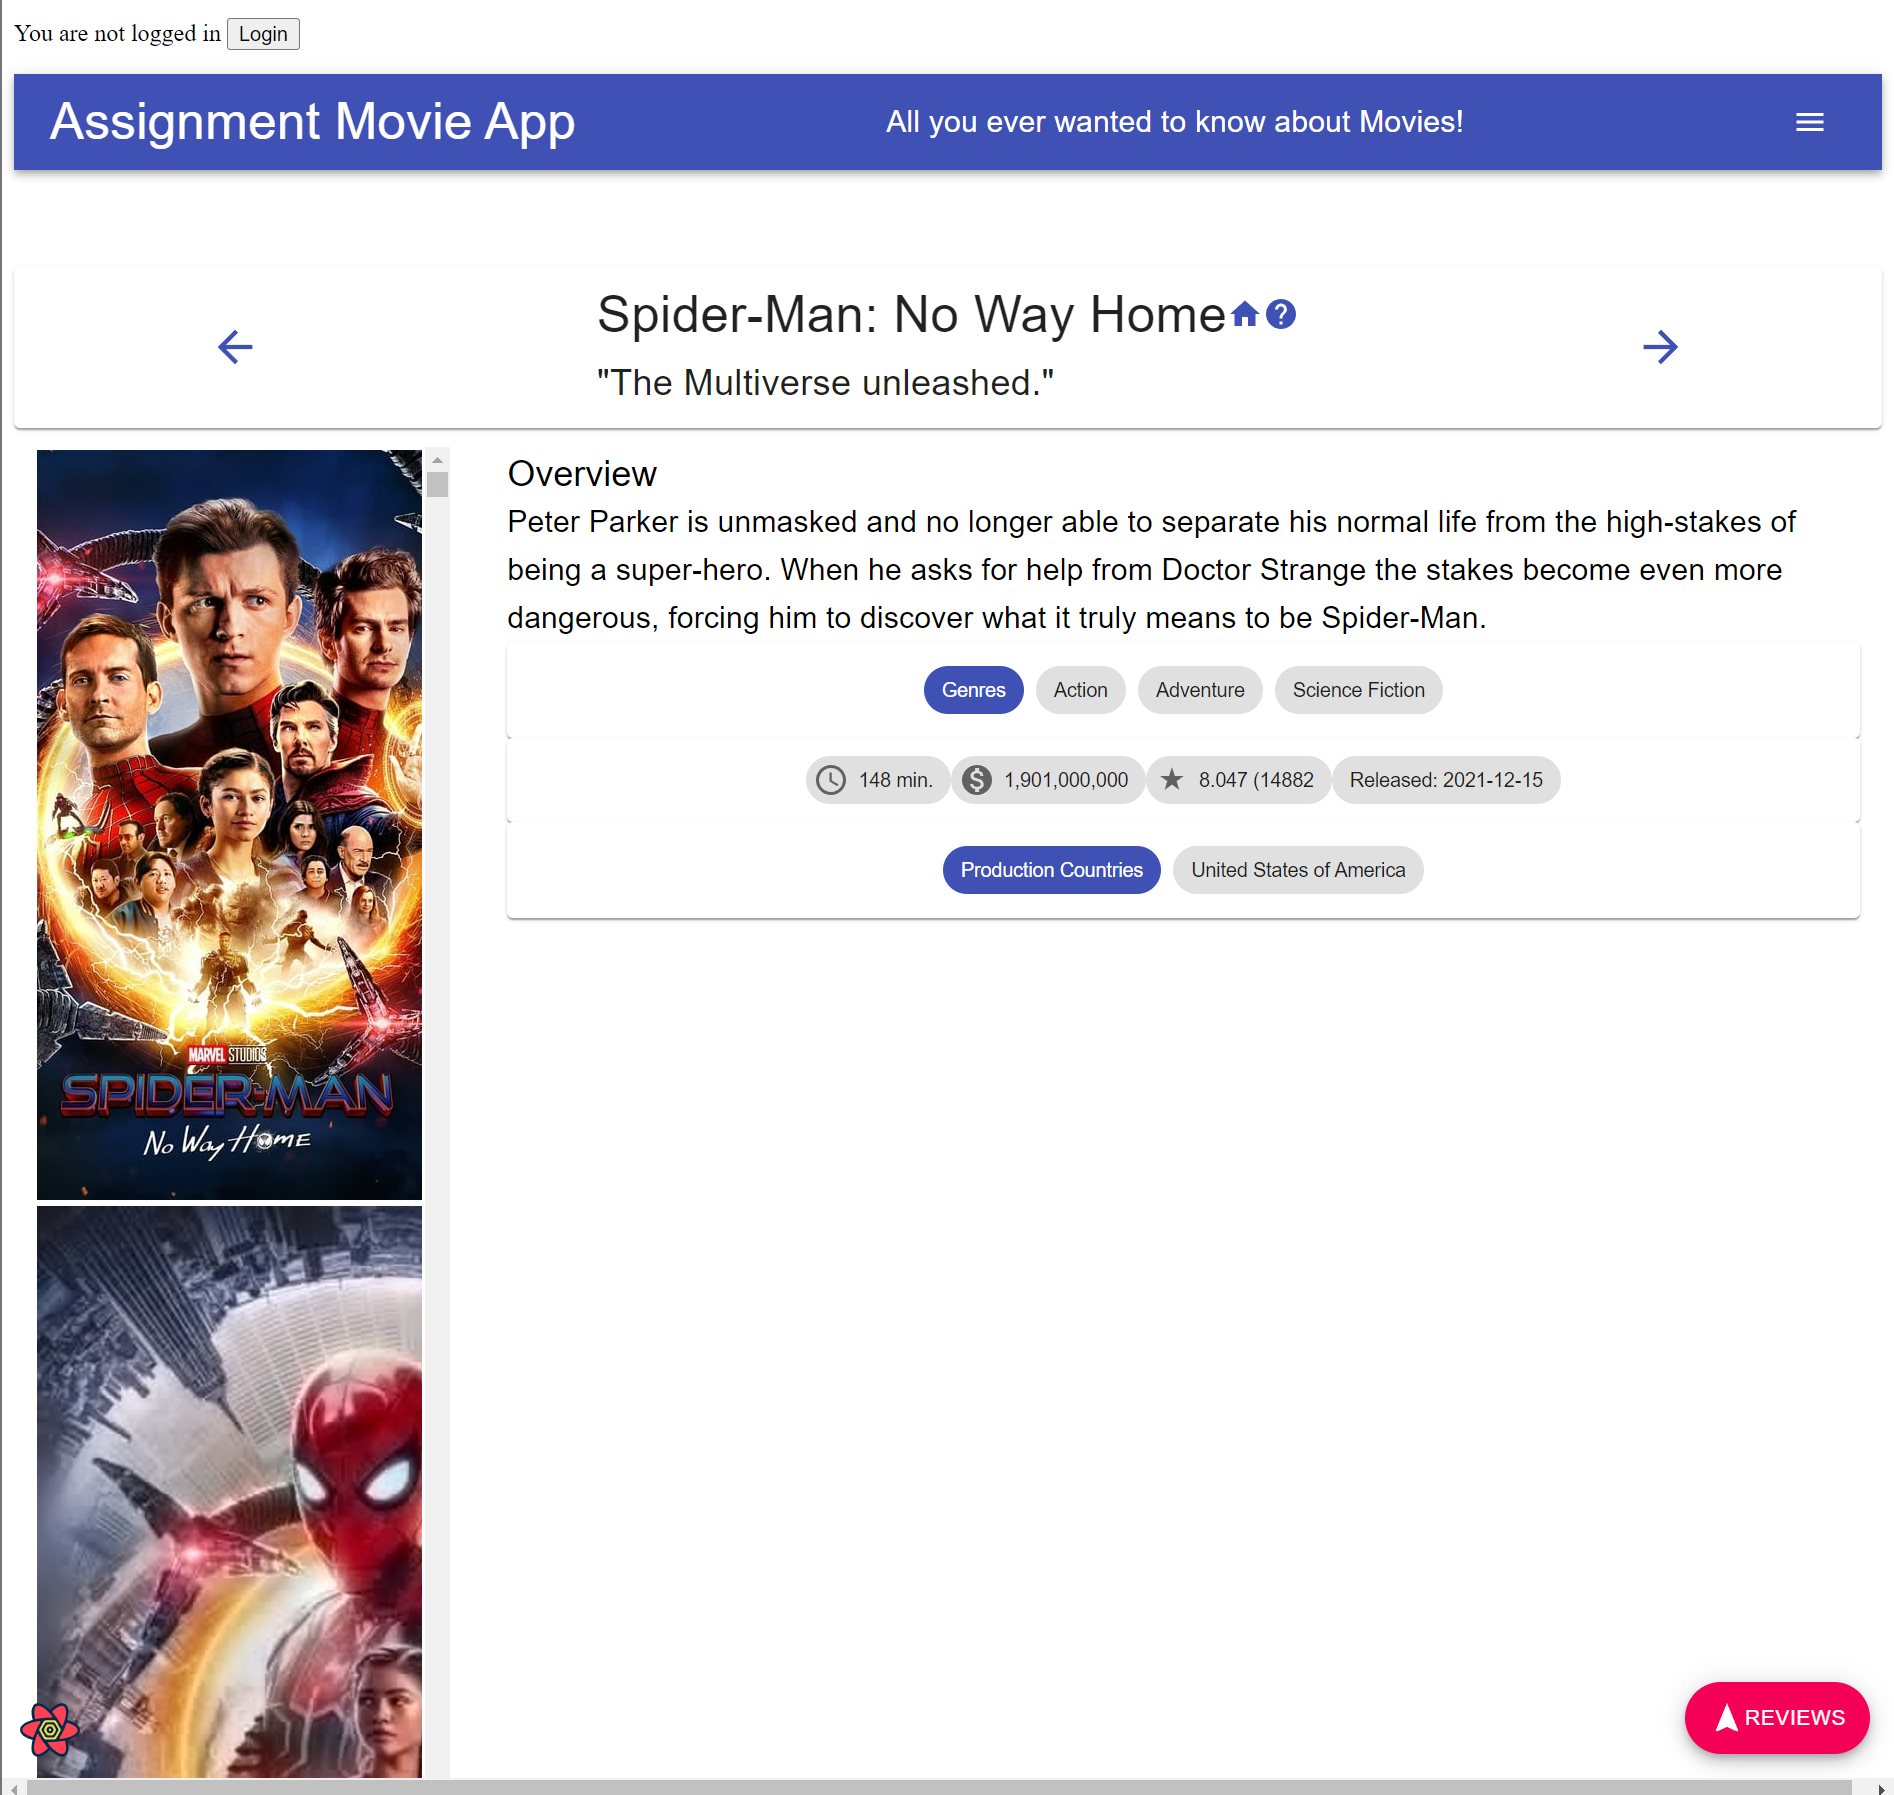 You are not logged in Login
Assignment Movie App All you ever wanted to know about Movies!
Spider-Man: No Way Home
"The Multiverse unleashed."
Overview
Peter Parker is unmasked and no longer able to separate his normal life from the high-stakes of
being a super-hero. When he asks for help from Doctor Strange the stakes become even more
dangerous, forcing him to discover what it truly means to be Spider-Man.
Genres Action Adventure Science Fiction
148 min. 1,901,000,000 8.047 (14882 Released: 2021-12-15
Production Countries United States of America
MARVEL STUDIOS
SPIDER-MAN
No Way Home
REVIEWS